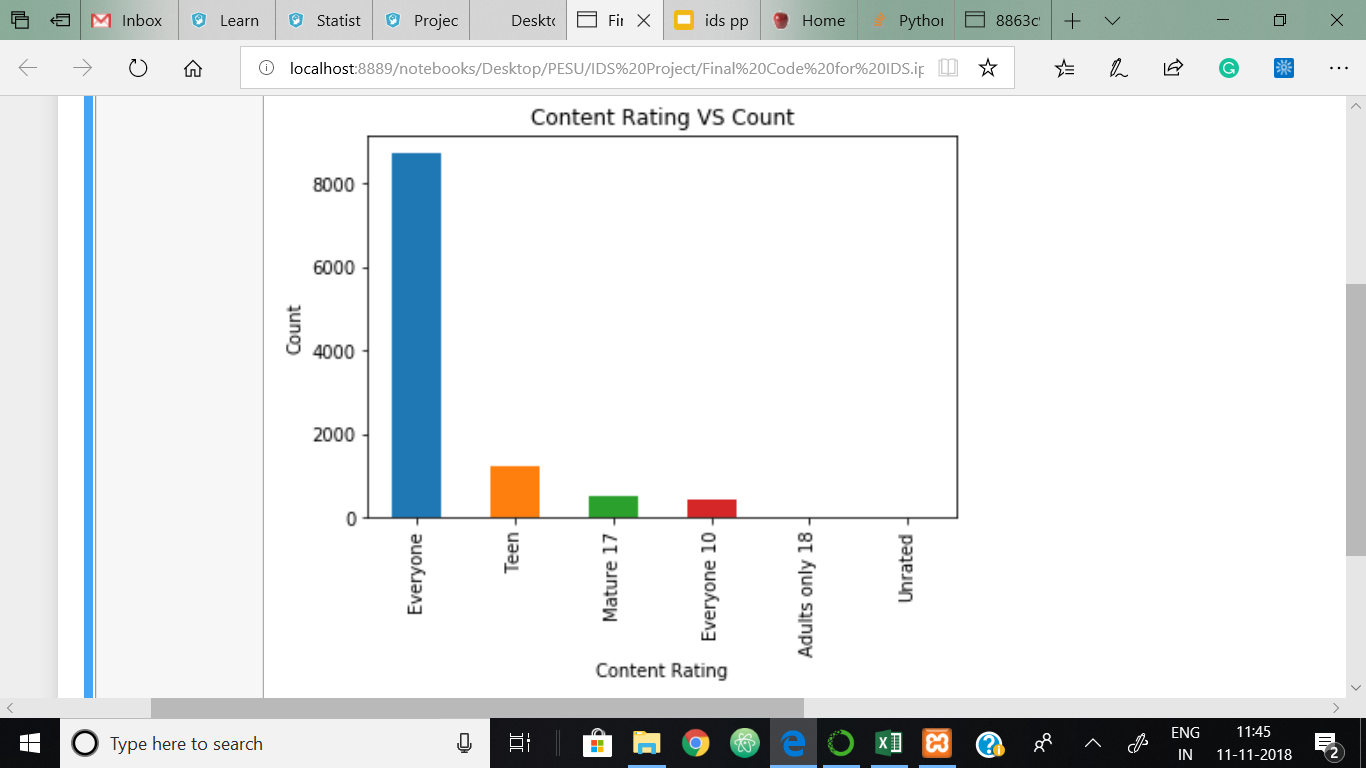 Inbox
Learn
Statist
Projec
Deskto
Fir
ids pp
Home
Python
8863c
localhost:8889/notebooks/Desktop/PESU/IDS%20Project/Final%20Code%20for%20IDS.ip
Content Rating VS Count
8000
6000
4000
2000
0
Count
Everyone
Teen
Mature 17
Everyone 10
Adults only 18
Unrated
Content Rating
Type here to search
ENG
IN
11:45
11-11-2018
2